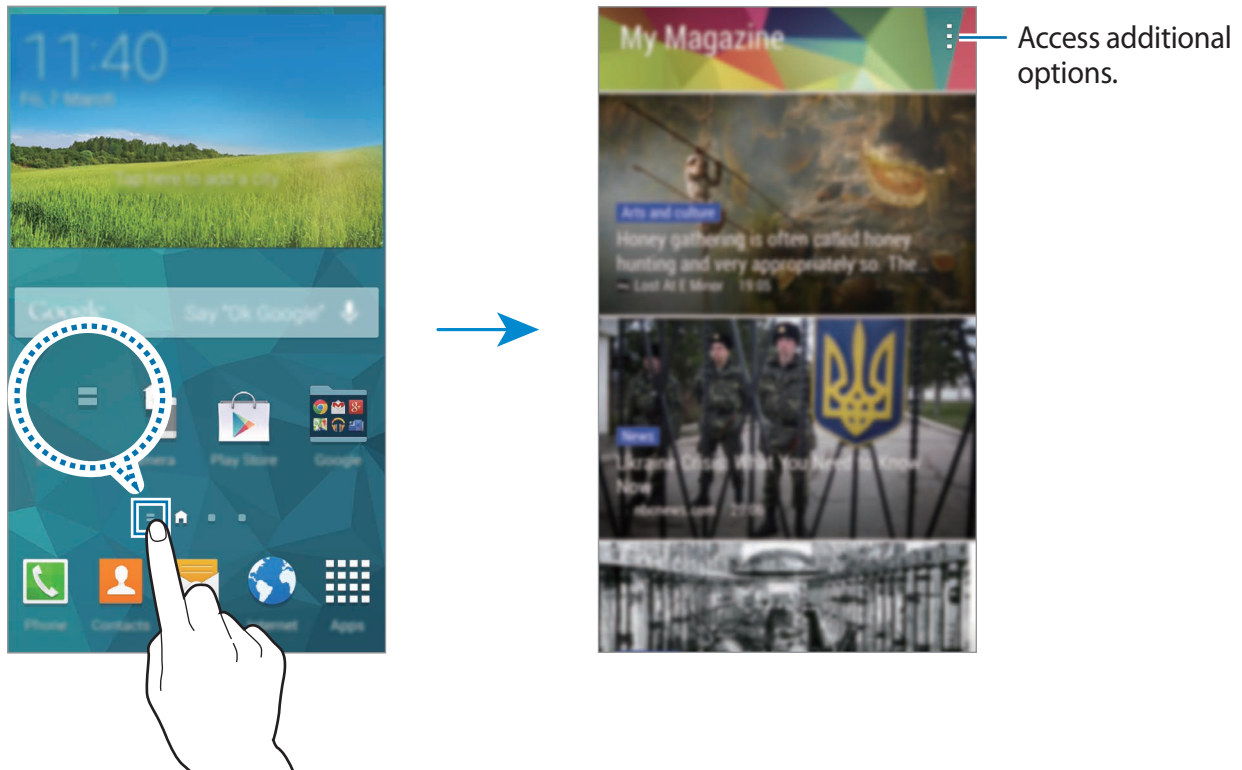 11:40
Fri, 7 March
Tap here to add a city
Google
Say "Ok Google"
Play Store
Google
Phone
Contacts
Apps
My Magazine
Access additional
options.
Arts and culture
Honey gathering is often called honey
hunting and very appropriately so. The...
Lost At E Minor 19:05
News
Ukraine Crisis: What You Need to Know
Now
nbcnews.com